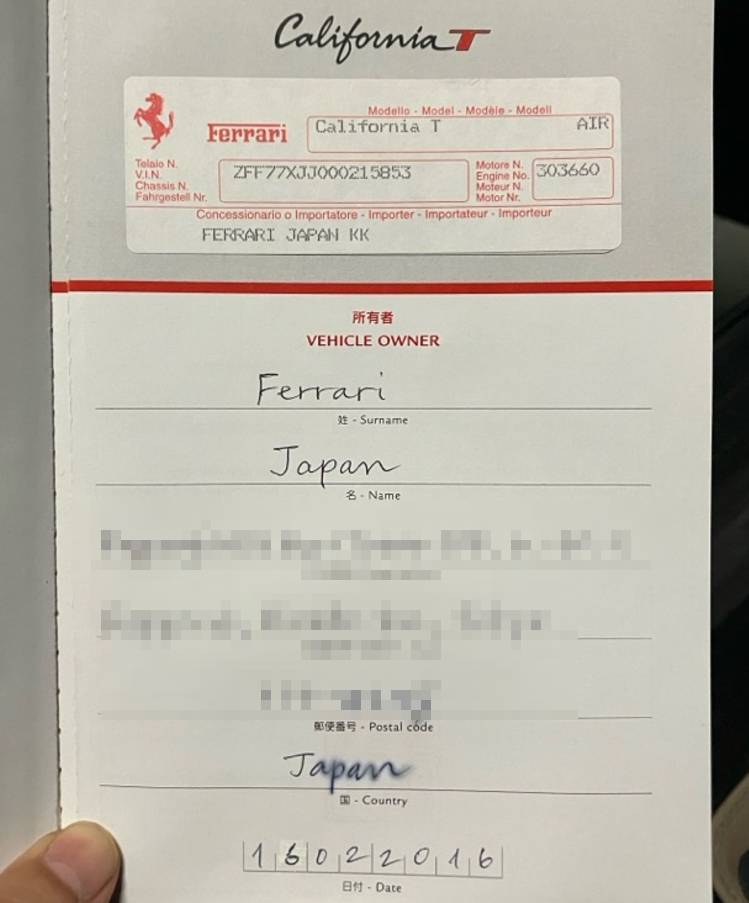 California T
Ferrari
Modello - Model - Modèle - Modell
California T AIR
Telaio N.
V.I.N.
Chassis N.
Fahrgestell Nr.
ZFF77XJJ000215853
Motore N.
Engine No.
Moteur N.
Motor Nr.
303660
Concessionario o Importatore - Importer - Importateur - Importeur
FERRARI JAPAN KK
所有者
VEHICLE OWNER
Ferrari
姓 - Surname
Japan
名 - Name
郵便番号 - Postal code
Japan
国 - Country
16022016
日付 - Date